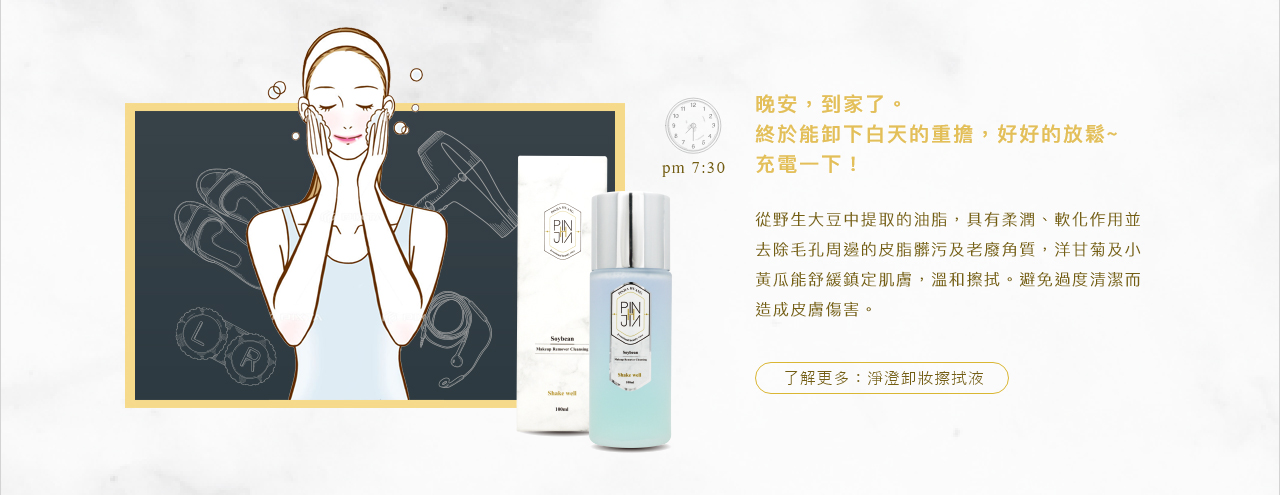 晚安，到家了。
終於能卸下白天的重擔，好好的放鬆~
充電一下！
pm 7:30
從野生大豆中提取的油脂，具有柔潤、軟化作用並
去除毛孔周邊的皮脂髒污及老廢角質，洋甘菊及小
黃瓜能舒緩鎮定肌膚，溫和擦拭。避免過度清潔而
造成皮膚傷害。
了解更多：淨澄卸妝擦拭液
L
R
PIN
JIA
Soybean
Makeup Remover Cleansing
Shake well
100ml
PIN
JIA
Soybean
Makeup Remover Cleansing
Shake well
100ml